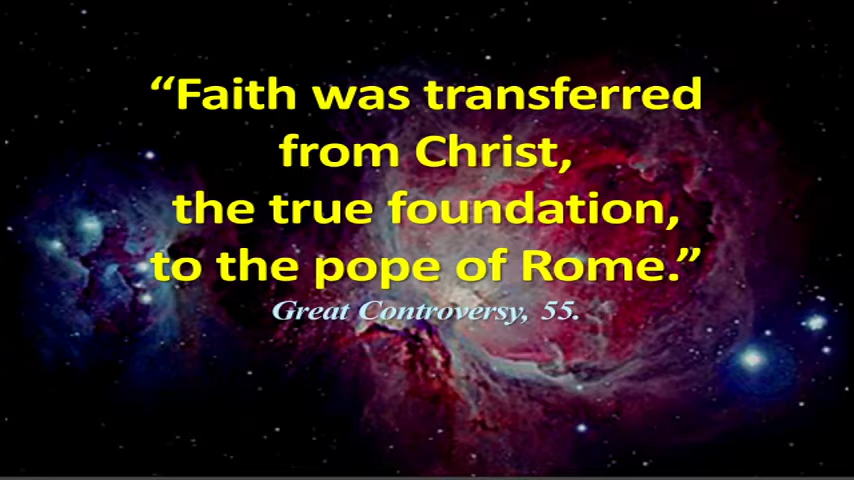 “Faith was transferred
from Christ,
the true foundation,
to the pope of Rome.”
Great Controversy, 55.